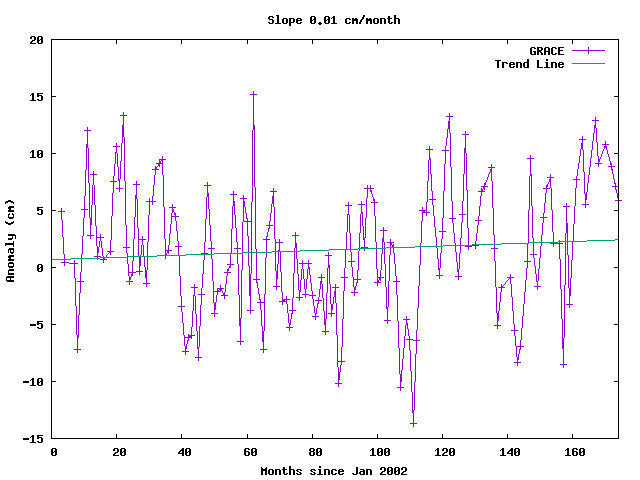 Slope 0.01 cm/month
GRACE
Trend Line
20
15
10
5
0
-5
-10
-15
Anomaly (cm)
0 20 40 60 80 100 120 140 160
Months since Jan 2002